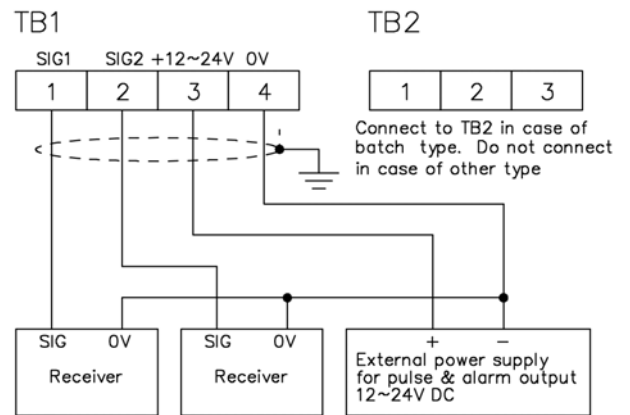 TB1
TB2
SIG1 SIG2 +12~24V 0V
1 2 3 4
1 2 3
Connect to TB2 in case of
batch type. Do not connect
in case of other type
SIG 0V
Receiver
SIG 0V
Receiver
+ −
External power supply
for pulse & alarm output
12~24V DC